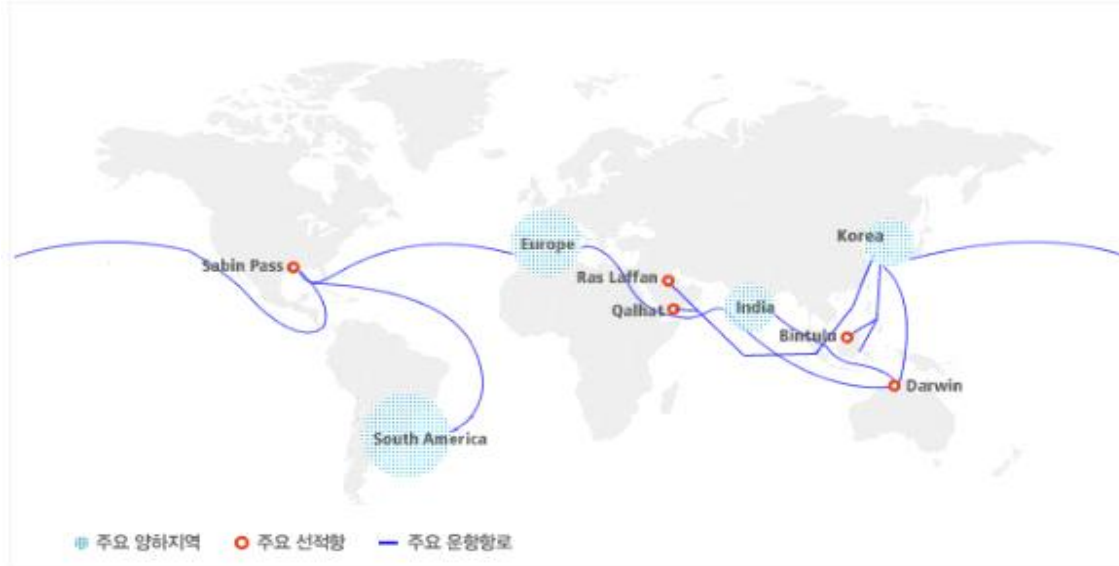 Europe
Korea
Sabin Pass
Ras Laffan
Qalhat
India
Bintulu
Darwin
South America
주요 양하지역
주요 선적항
주요 운항항로